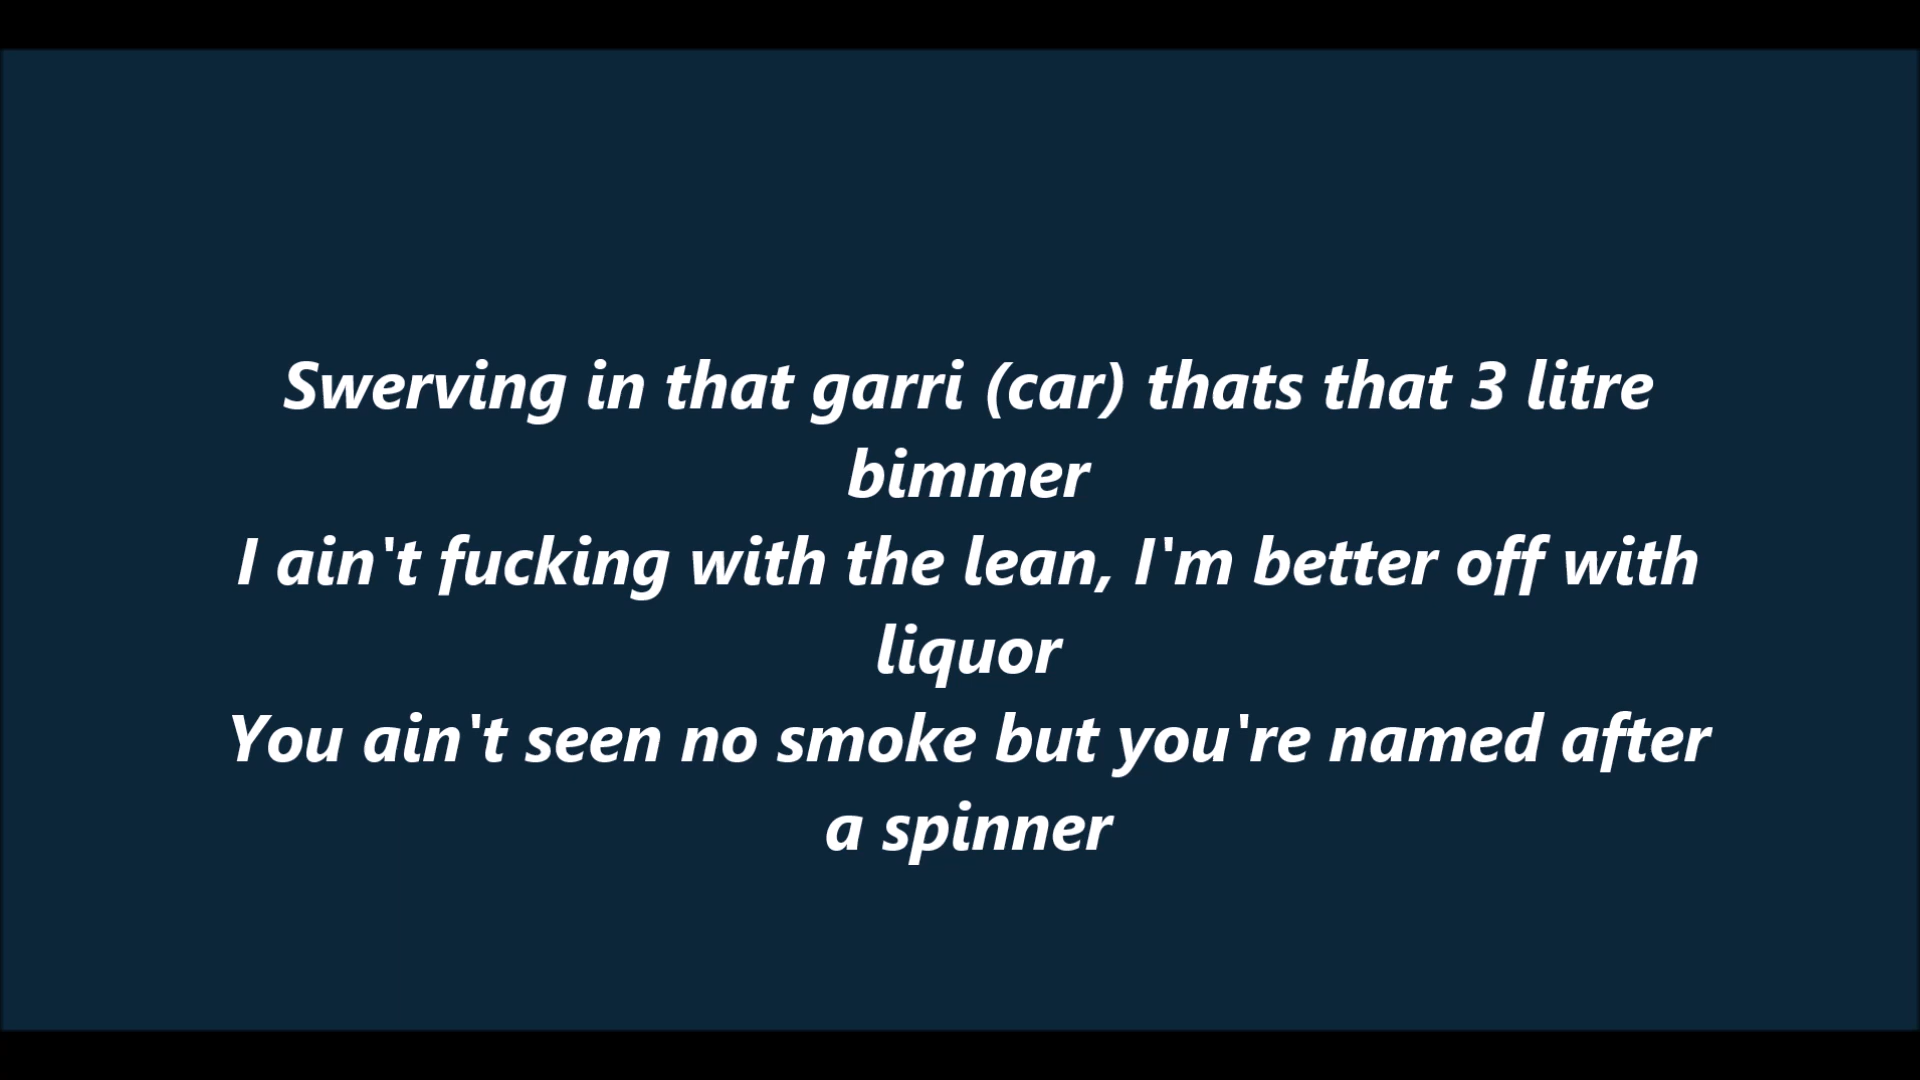 Swerving in that garri (car) thats that 3 litre
bimmer
I ain't fucking with the lean, I'm better off with
liquor
You ain't seen no smoke but you're named after
a spinner